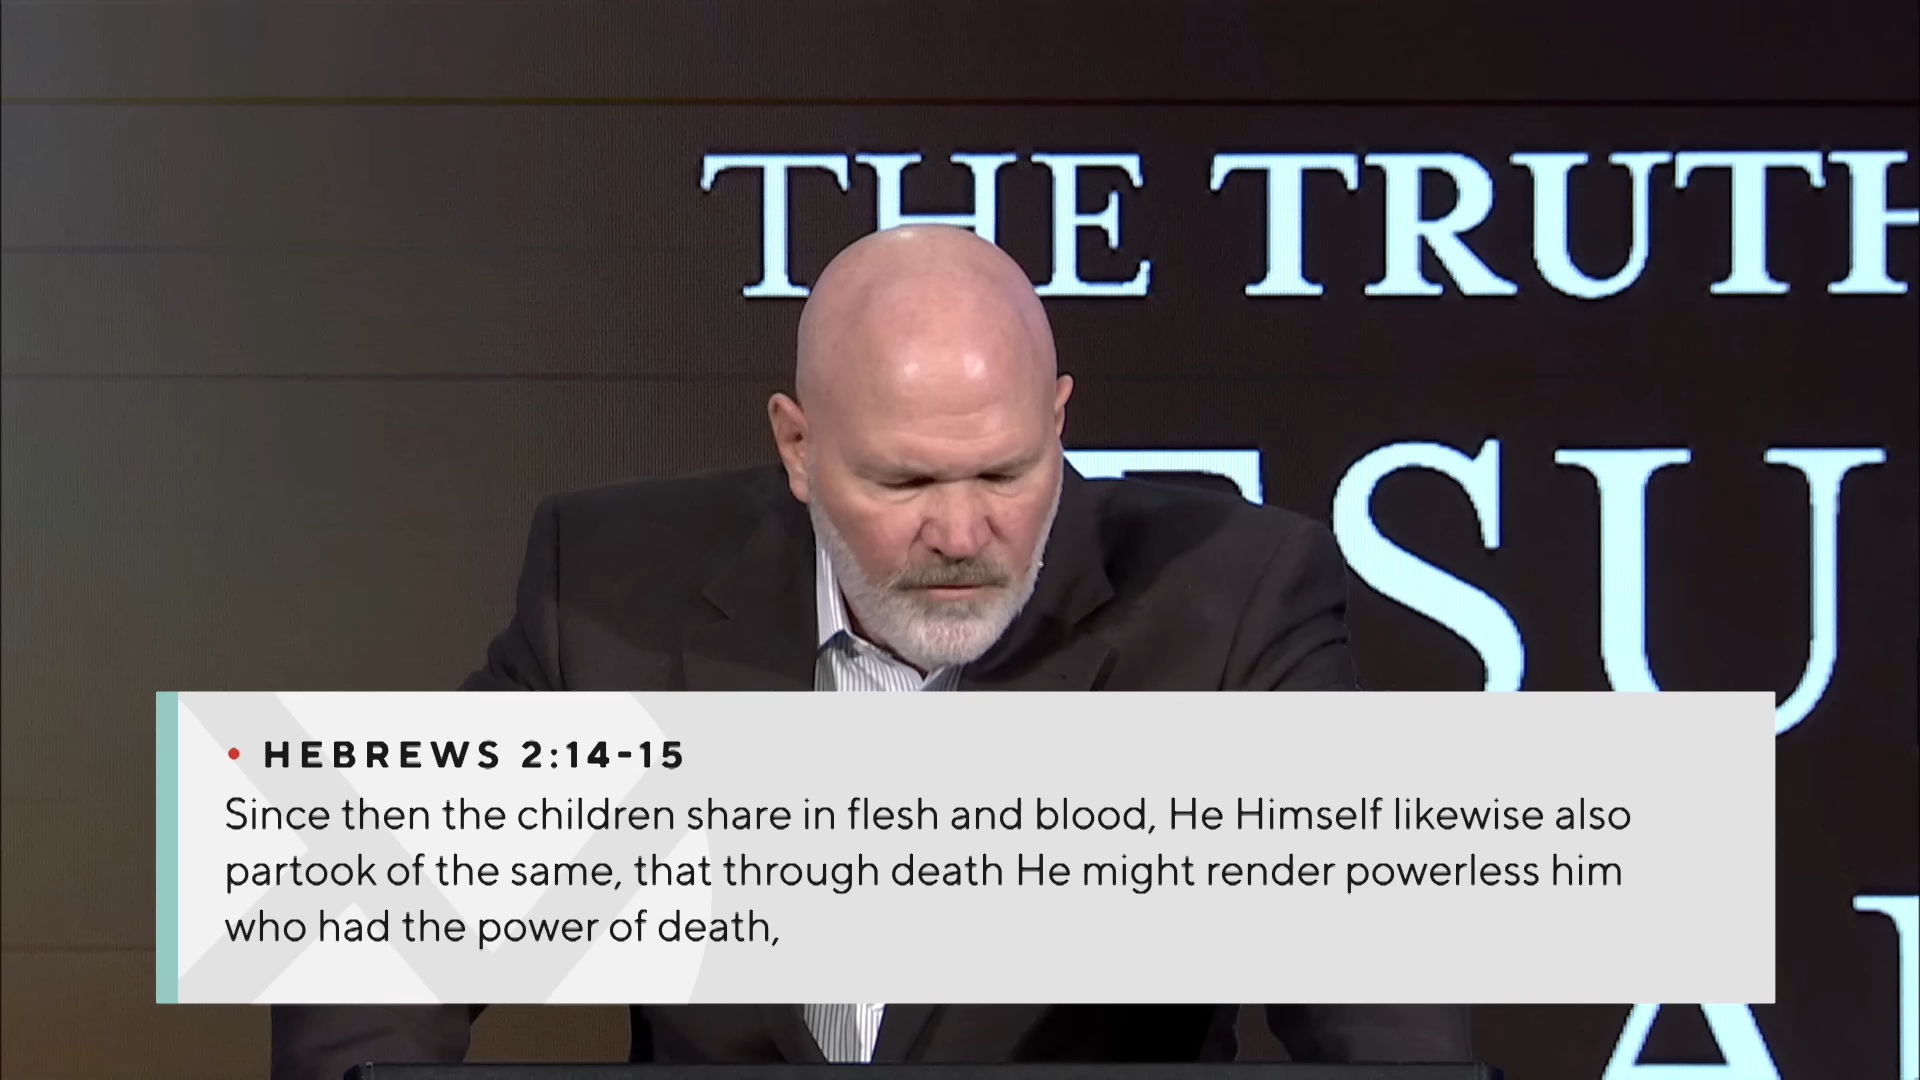 THE TRUTH
ESU
• HEBREWS 2:14-15
Since then the children share in flesh and blood, He Himself likewise also
partook of the same, that through death He might render powerless him
who had the power of death,
A